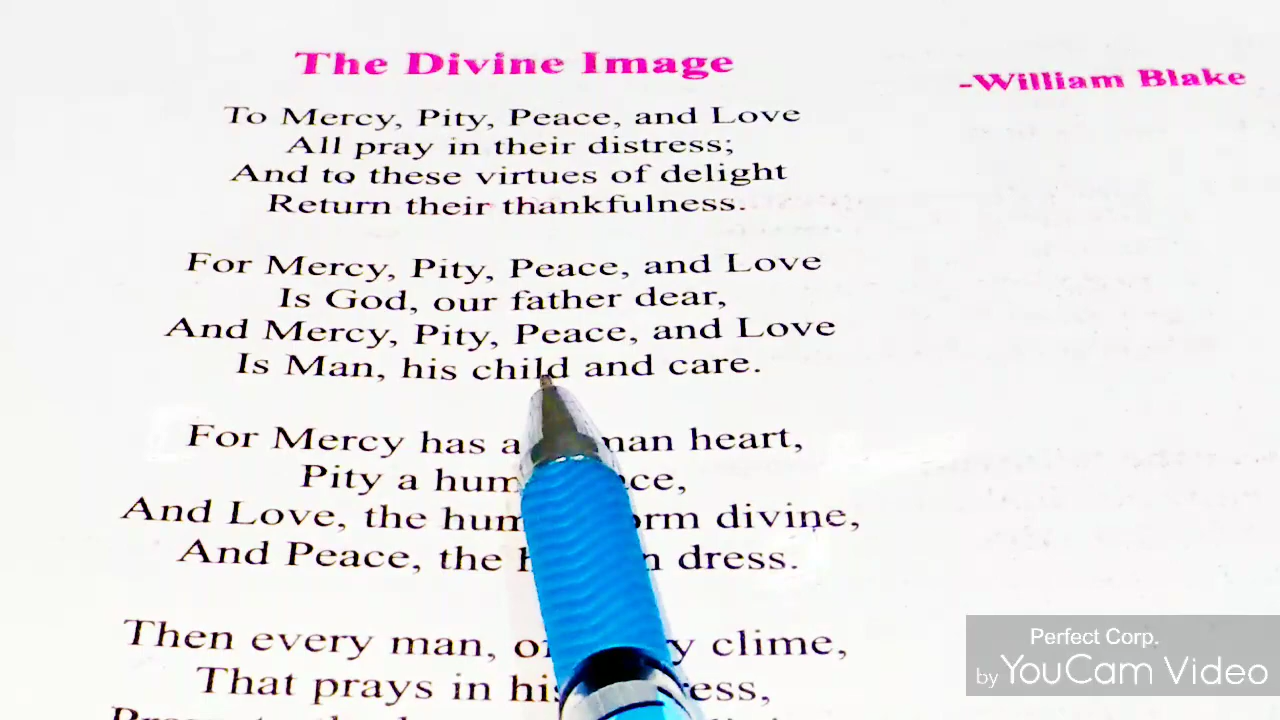 The Divine Image
-William Blake
To Mercy, Pity, Peace, and Love
All pray in their distress;
And to these virtues of delight
Return their thankfulness.
For Mercy, Pity, Peace, and Love
Is God, our father dear,
And Mercy, Pity, Peace, and Love
Is Man, his child and care.
For Mercy has a heart,
Pity a
And Love, the divine,
And Peace, the dress.
Then every man, clime,
That prays in
Perfect Corp.
by YouCam Video